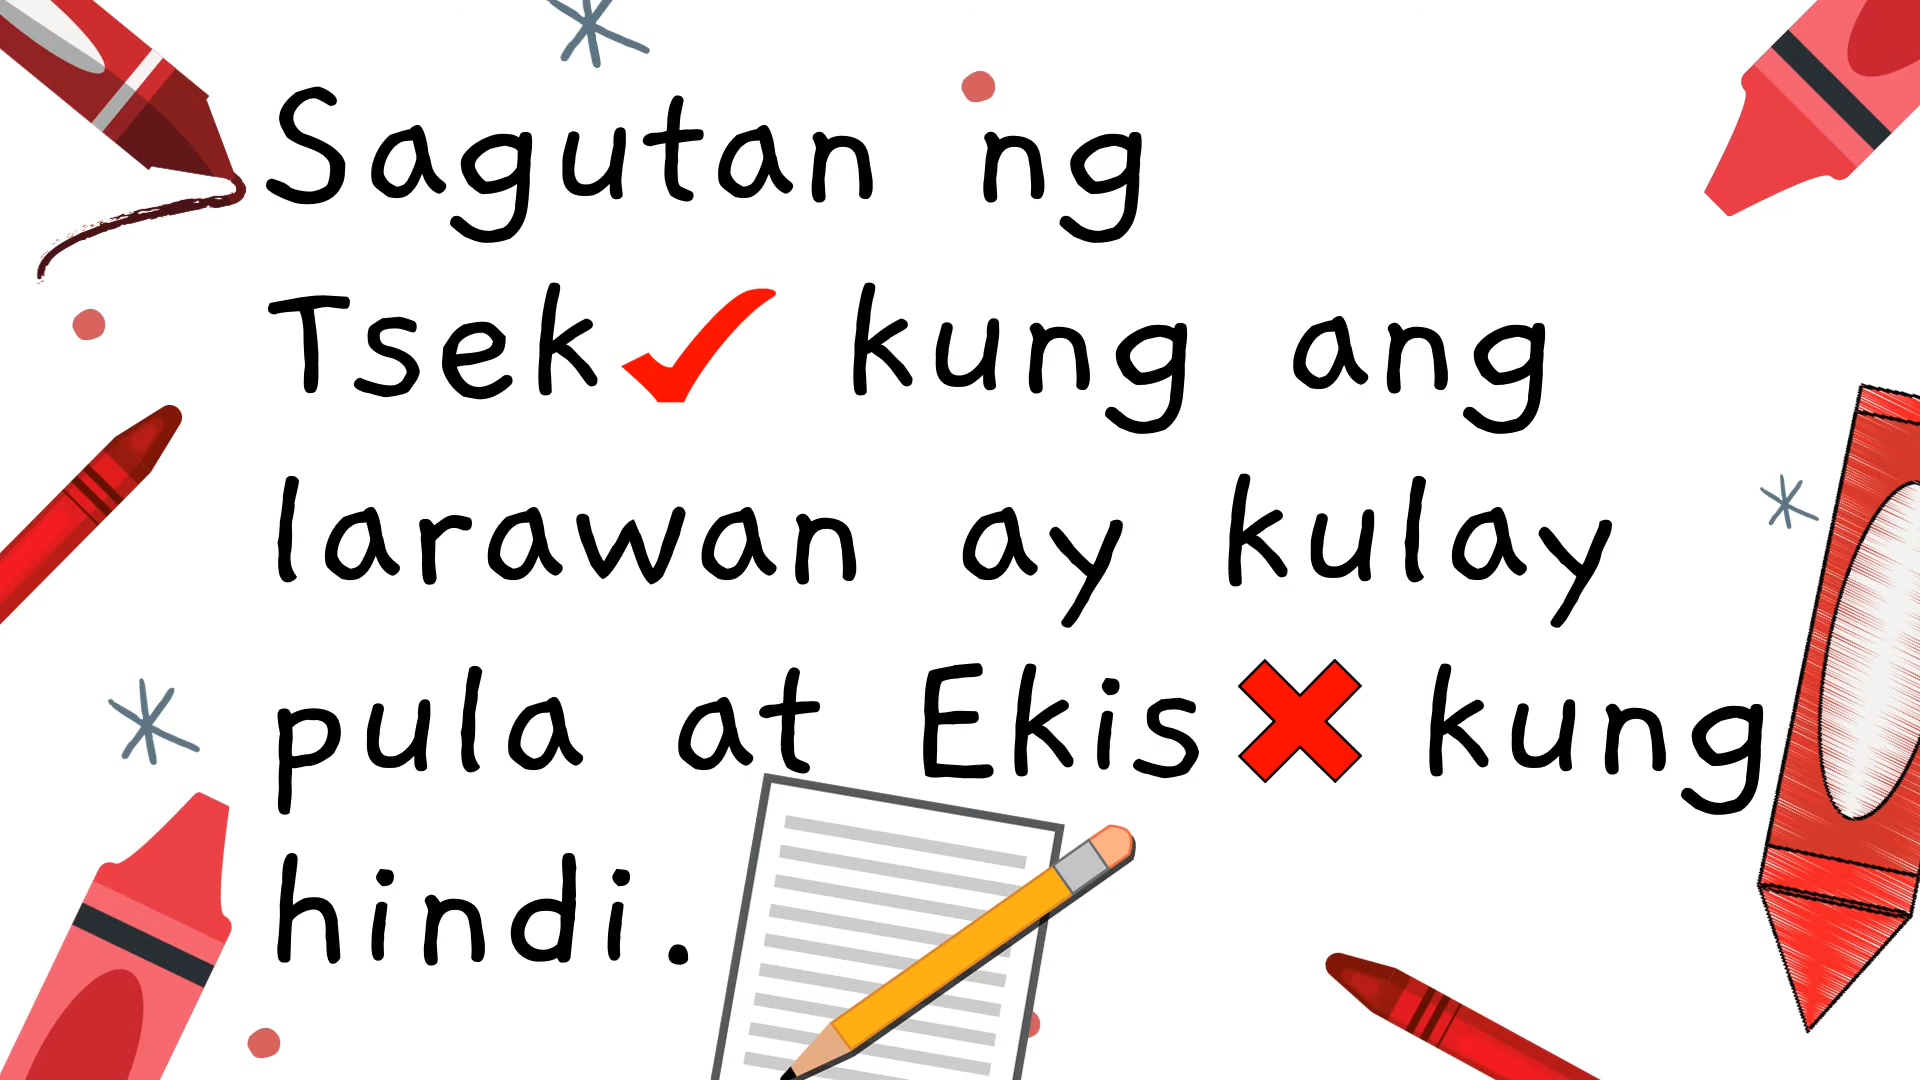 Sagutan ng
Tsek✔ kung ang
larawan ay kulay
pula at Ekis✖ kung
hindi.